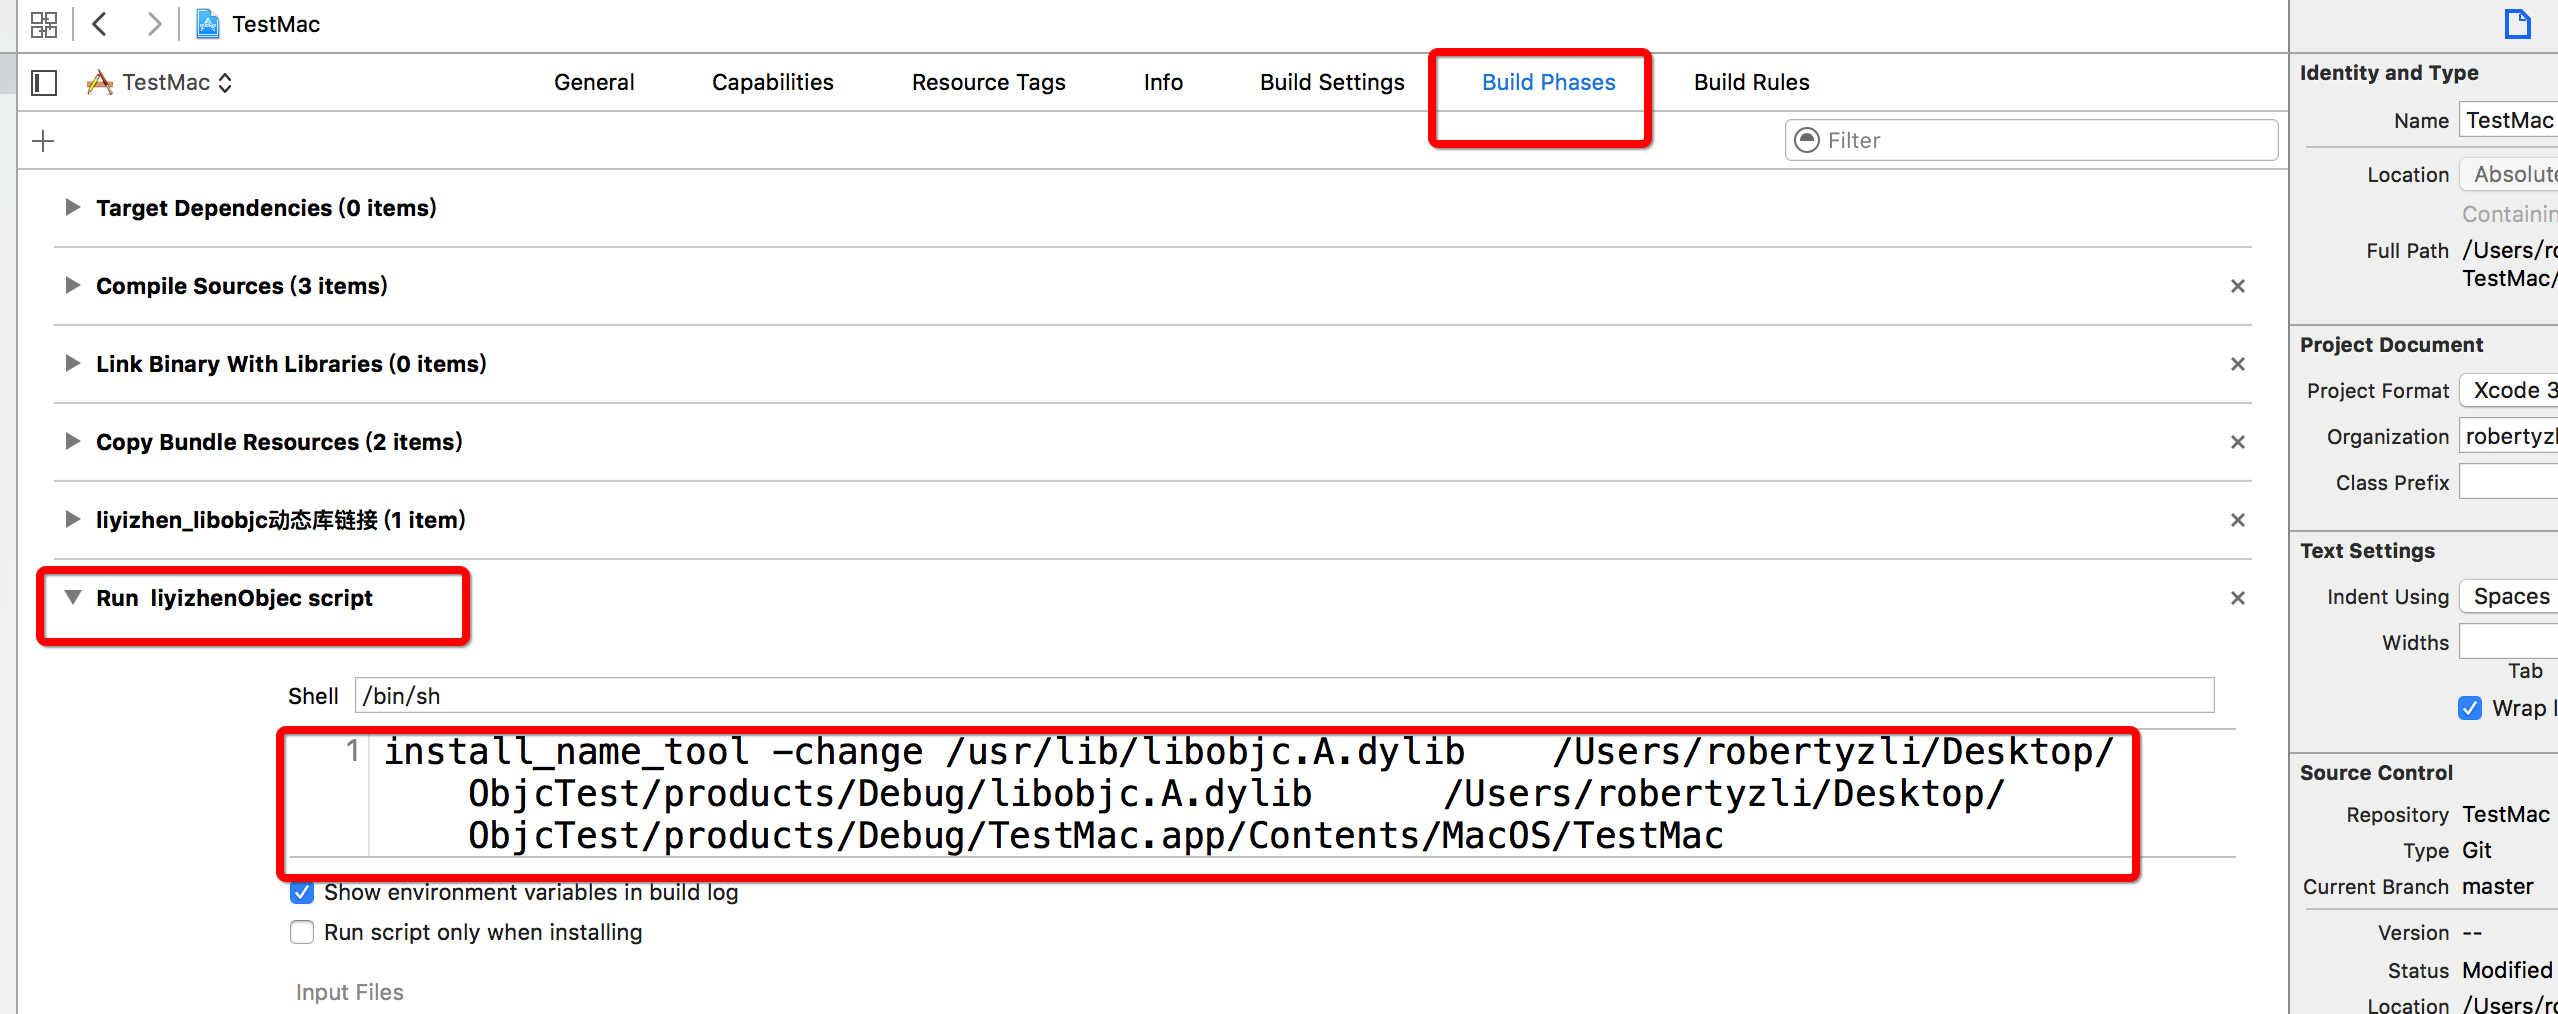 TestMac
TestMac
General
Capabilities
Resource Tags
Info
Build Settings
Build Phases
Build Rules
Filter
Target Dependencies (0 items)
Compile Sources (3 items)
Link Binary With Libraries (0 items)
Copy Bundle Resources (2 items)
liyizhen_libobjc动态库链接 (1 item)
Run  liyizhenObjec script
Shell /bin/sh
1 install_name_tool -change /usr/lib/libobjc.A.dylib    /Users/robertyzli/Desktop/
ObjcTest/products/Debug/libobjc.A.dylib      /Users/robertyzli/Desktop/
ObjcTest/products/Debug/TestMac.app/Contents/MacOS/TestMac
Show environment variables in build log
Run script only when installing
Input Files
Identity and Type
Name TestMac
Location Absolute
Containin
Full Path /Users/ro
TestMac/
Project Document
Project Format Xcode 3
Organization robertyzl
Class Prefix
Text Settings
Indent Using Spaces
Widths
Tab
Wrap l
Source Control
Repository TestMac
Type Git
Current Branch master
Version --
Status Modified
Location /Users/ro